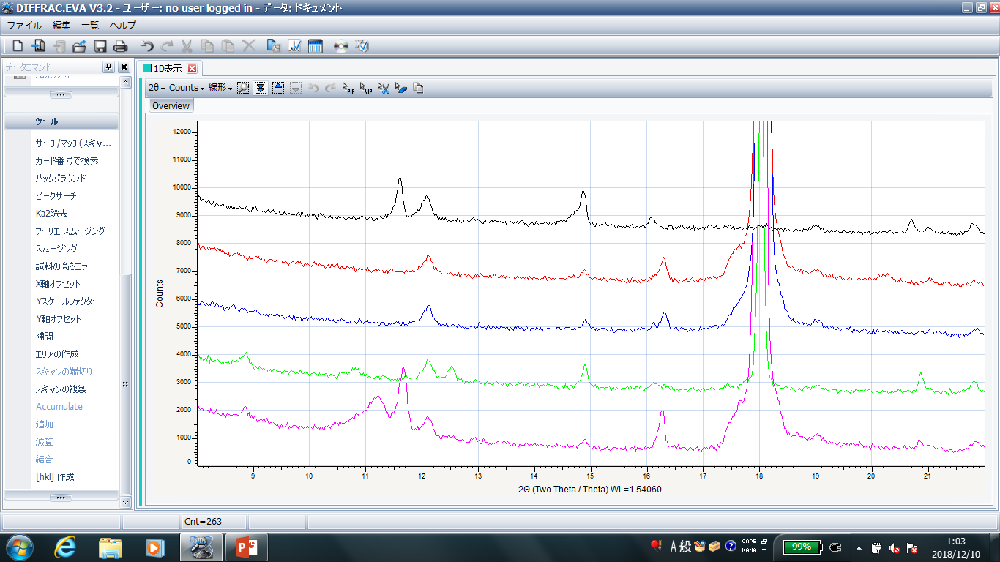 DIFFRAC.EVA V3.2 - ユーザー: no user logged in - データ: ドキュメント
ファイル 編集 一覧 ヘルプ
データコマンド
1D表示
2θ Counts 線形
PIP VIP
Overview
ツール
サーチ/マッチ(スキャ...
カード番号で検索
バックグラウンド
ピークサーチ
Ka2除去
フーリエ スムージング
スムージング
試料の高さエラー
X軸オフセット
Yスケールファクター
Y軸オフセット
補間
エリアの作成
スキャンの端切り
スキャンの複製
Accumulate
追加
減算
結合
[hkl] 作成
Counts
12000
11000
10000
9000
8000
7000
6000
5000
4000
3000
2000
1000
0
9 10 11 12 13 14 15 16 17 18 19 20 21
2Θ (Two Theta / Theta) WL=1.54060
Cnt=263
A 般
CAPS
KANA
99%
1:03
2018/12/10